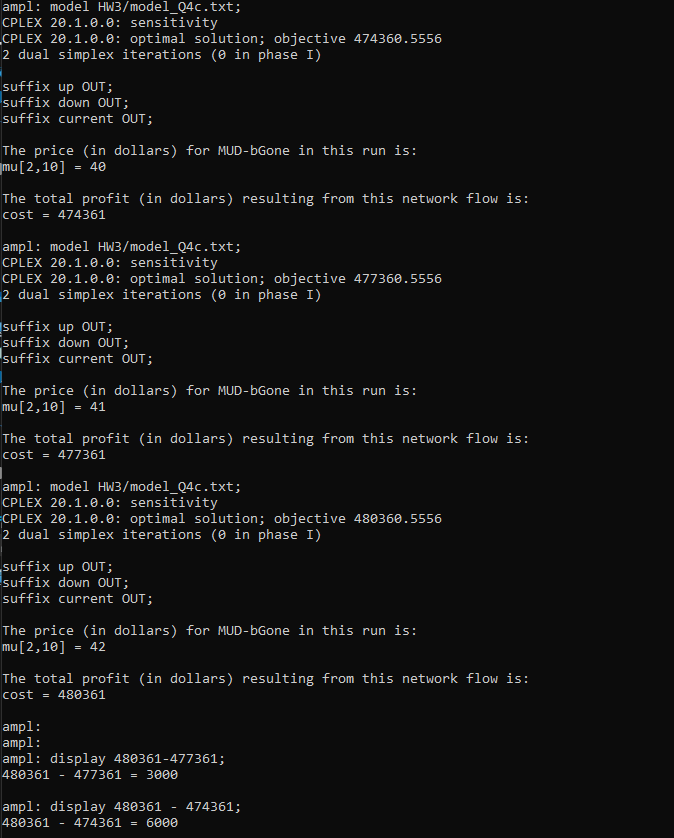 ampl: model HW3/model_Q4c.txt;
CPLEX 20.1.0.0: sensitivity
CPLEX 20.1.0.0: optimal solution; objective 474360.5556
2 dual simplex iterations (0 in phase I)
suffix up OUT;
suffix down OUT;
suffix current OUT;
The price (in dollars) for MUD-bGone in this run is:
mu[2,10] = 40
The total profit (in dollars) resulting from this network flow is:
cost = 474361
ampl: model HW3/model_Q4c.txt;
CPLEX 20.1.0.0: sensitivity
CPLEX 20.1.0.0: optimal solution; objective 477360.5556
2 dual simplex iterations (0 in phase I)
suffix up OUT;
suffix down OUT;
suffix current OUT;
The price (in dollars) for MUD-bGone in this run is:
mu[2,10] = 41
The total profit (in dollars) resulting from this network flow is:
cost = 477361
ampl: model HW3/model_Q4c.txt;
CPLEX 20.1.0.0: sensitivity
CPLEX 20.1.0.0: optimal solution; objective 480360.5556
2 dual simplex iterations (0 in phase I)
suffix up OUT;
suffix down OUT;
suffix current OUT;
The price (in dollars) for MUD-bGone in this run is:
mu[2,10] = 42
The total profit (in dollars) resulting from this network flow is:
cost = 480361
ampl:
ampl:
ampl: display 480361-477361;
480361 - 477361 = 3000
ampl: display 480361 - 474361;
480361 - 474361 = 6000